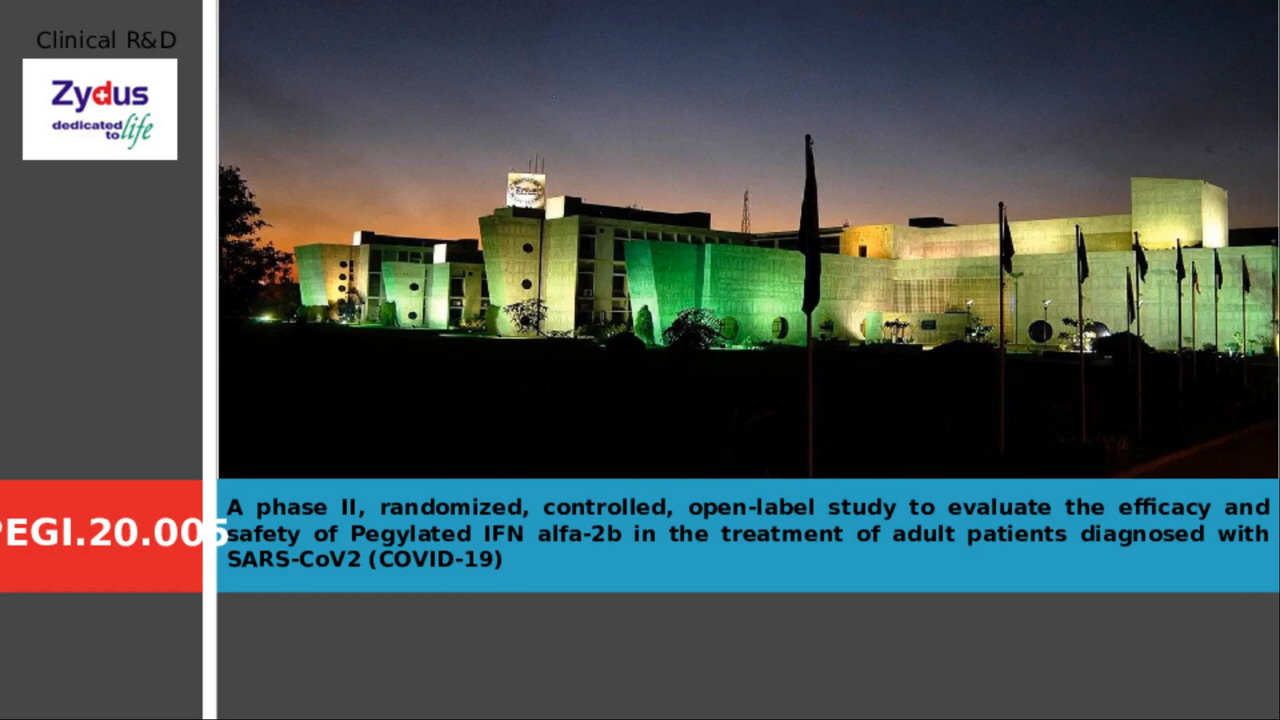 Clinical R&D
Zydus
dedicated
to life
PEGI.20.005
A phase II, randomized, controlled, open-label study to evaluate the efficacy and
safety of Pegylated IFN alfa-2b in the treatment of adult patients diagnosed with
SARS-CoV2 (COVID-19)